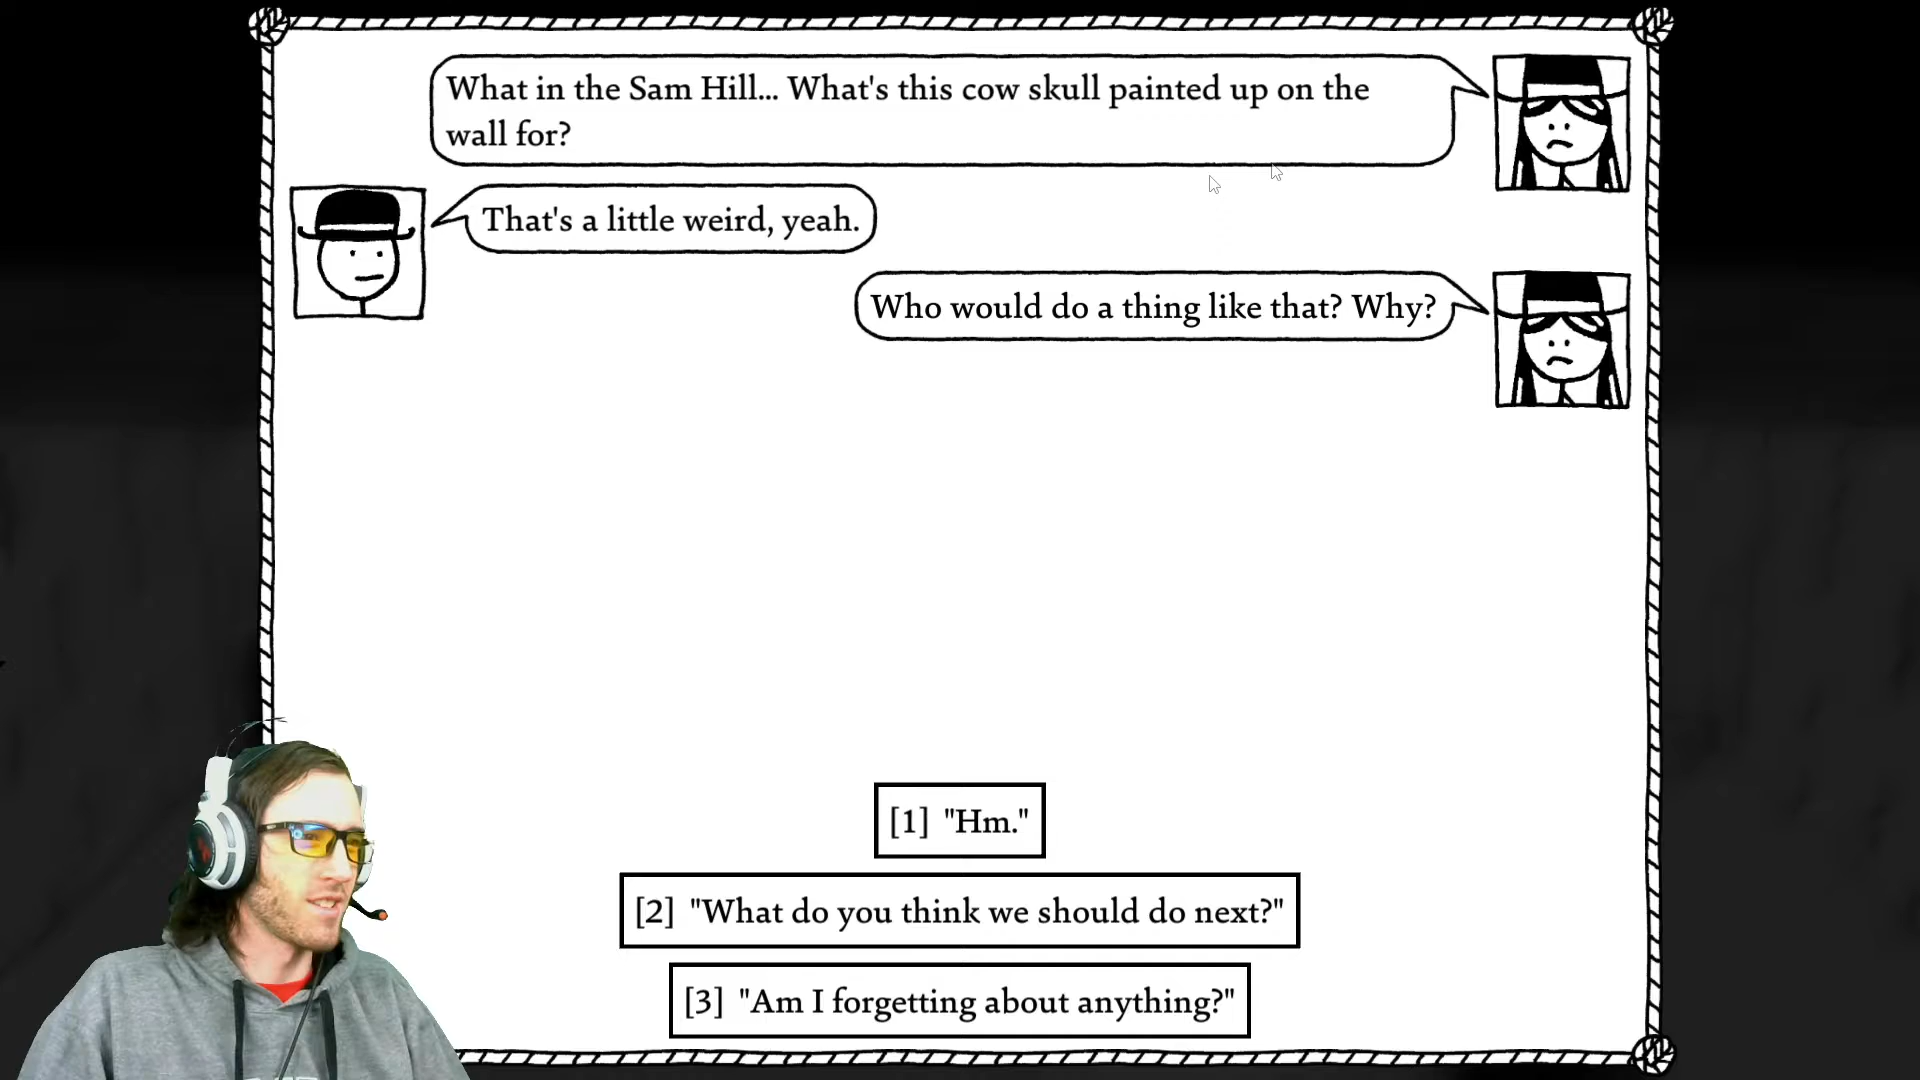 What in the Sam Hill... What's this cow skull painted up on the
wall for?
That's a little weird, yeah.
Who would do a thing like that? Why?
[1] "Hm."
[2] "What do you think we should do next?"
[3] "Am I forgetting about anything?"